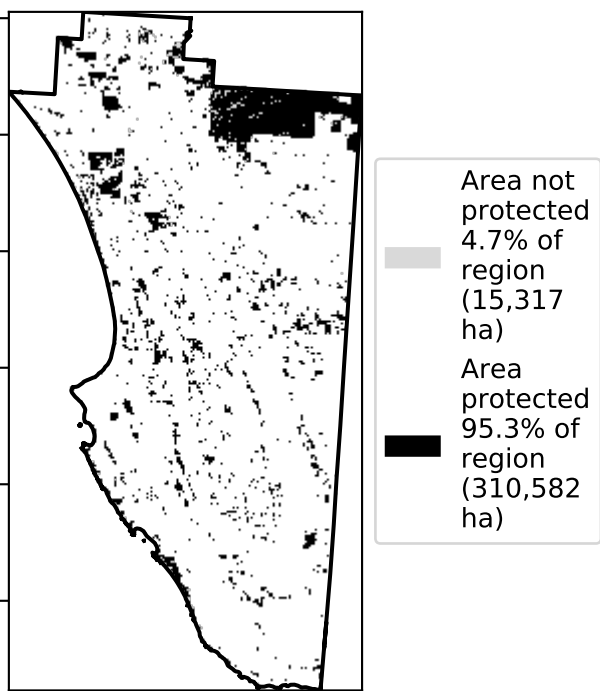 Area not
protected
4.7% of
region
(15,317
ha)
Area
protected
95.3% of
region
(310,582
ha)